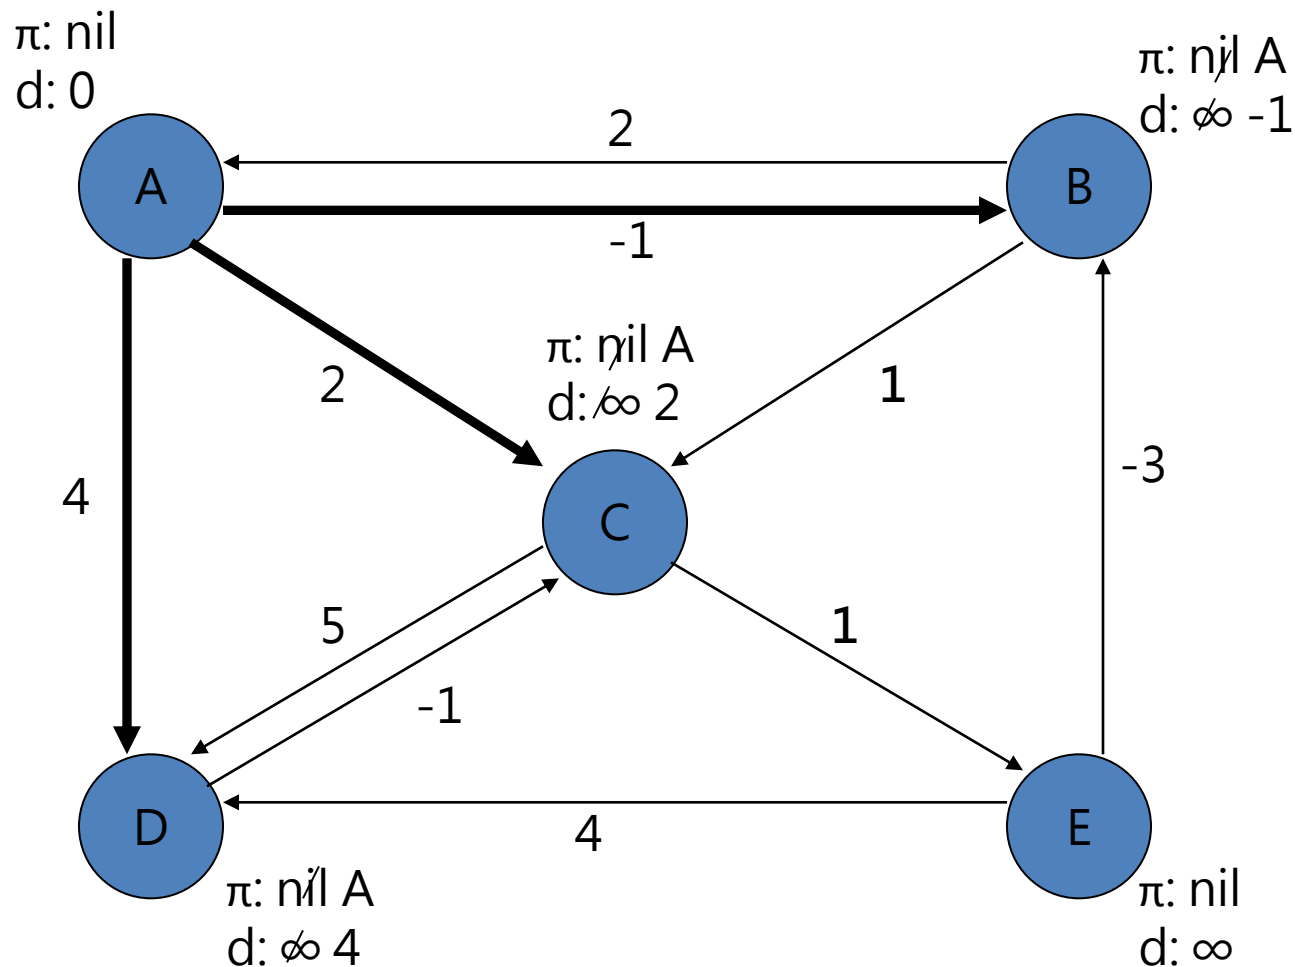 π: nil
d: 0
π: nil A
d: ∞ -1
2
A
B
-1
π: nil A
d: ∞ 2
2
1
4
-3
C
5
1
-1
D
4
E
π: nil A
d: ∞ 4
π: nil
d: ∞